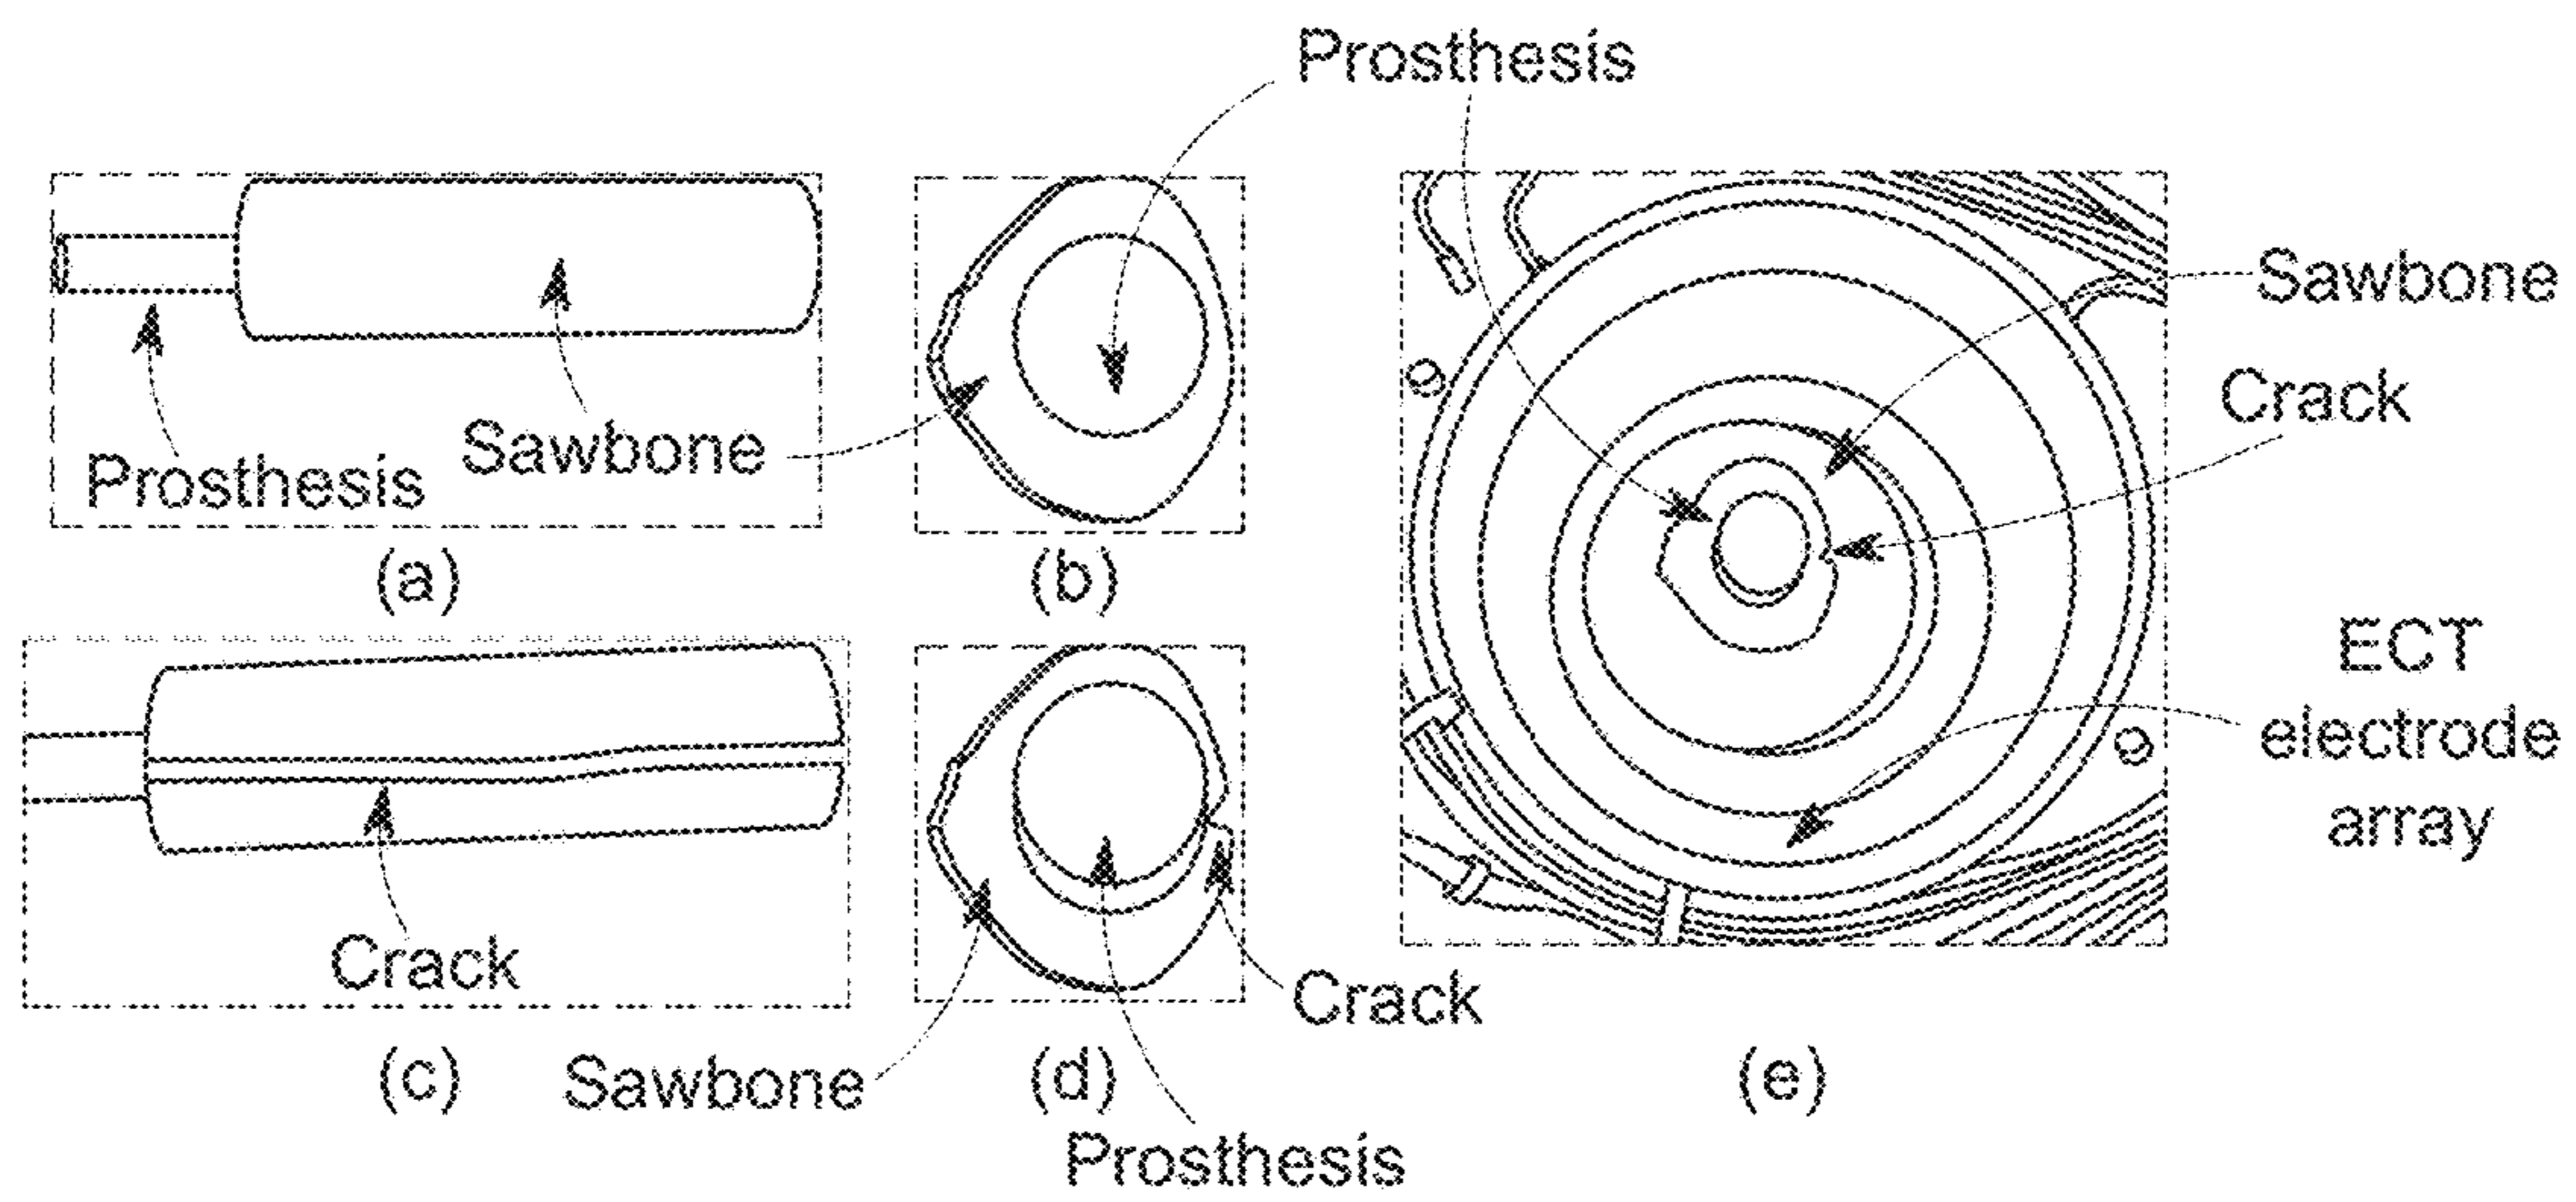 Prosthesis
Sawbone
Crack
Prosthesis
Sawbone
(a)
(b)
ECT
electrode
array
Crack
Crack
Sawbone
(c)
(d)
(e)
Prosthesis